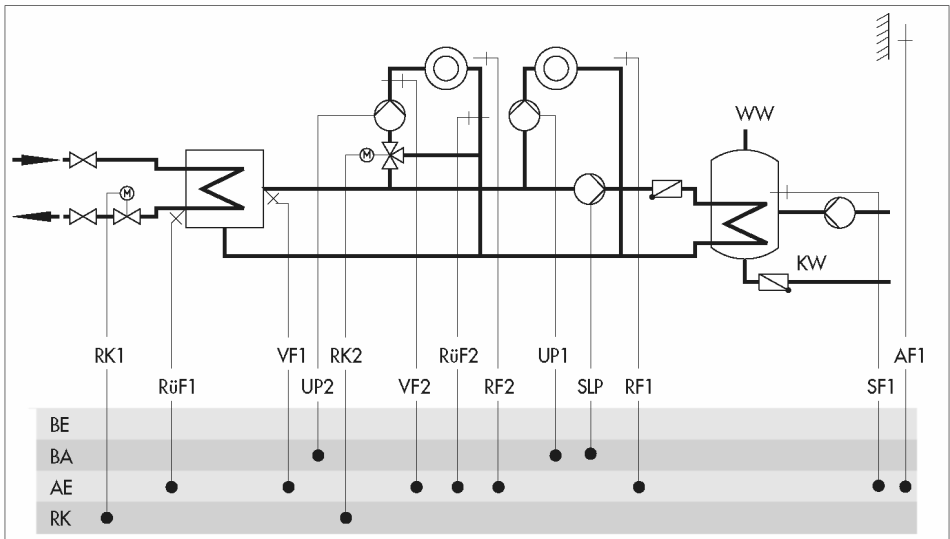 WW
M
M
KW
RK1 VF1 RK2 RüF2 UP1 AF1
RüF1 UP2 VF2 RF2 SLP RF1 SF1
BE
BA
AE
RK